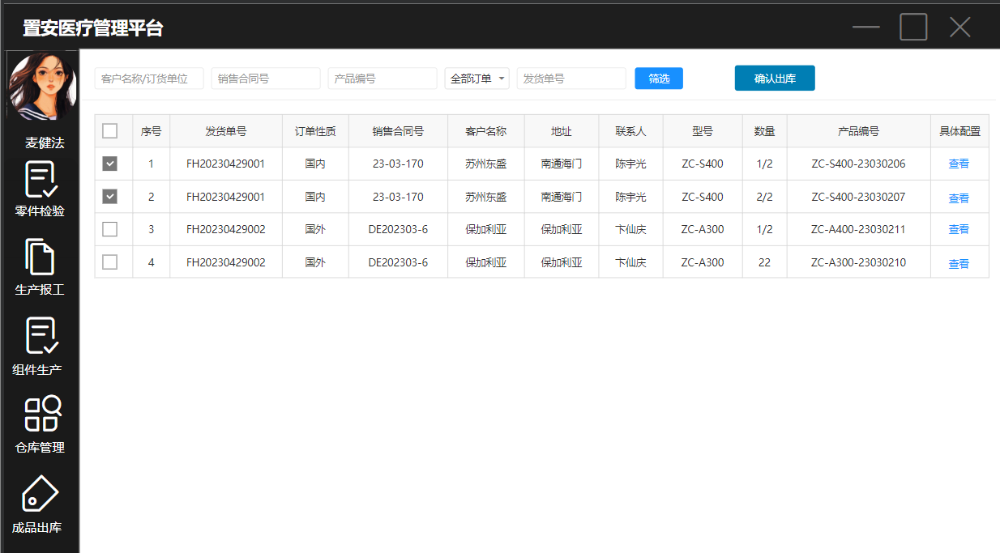 置安医疗管理平台
麦健法
零件检验
生产报工
组件生产
仓库管理
成品出库
客户名称/订货单位 销售合同号 产品编号 全部订单 发货单号 筛选 确认出库
序号 发货单号 订单性质 销售合同号 客户名称 地址 联系人 型号 数量 产品编号 具体配置
1 FH20230429001 国内 23-03-170 苏州东盛 南通海门 陈宇光 ZC-S400 1/2 ZC-S400-23030206 查看
2 FH20230429001 国内 23-03-170 苏州东盛 南通海门 陈宇光 ZC-S400 2/2 ZC-S400-23030207 查看
3 FH20230429002 国外 DE202303-6 保加利亚 保加利亚 卞仙庆 ZC-A300 1/2 ZC-A400-23030211 查看
4 FH20230429002 国外 DE202303-6 保加利亚 保加利亚 卞仙庆 ZC-A300 22 ZC-A300-23030210 查看